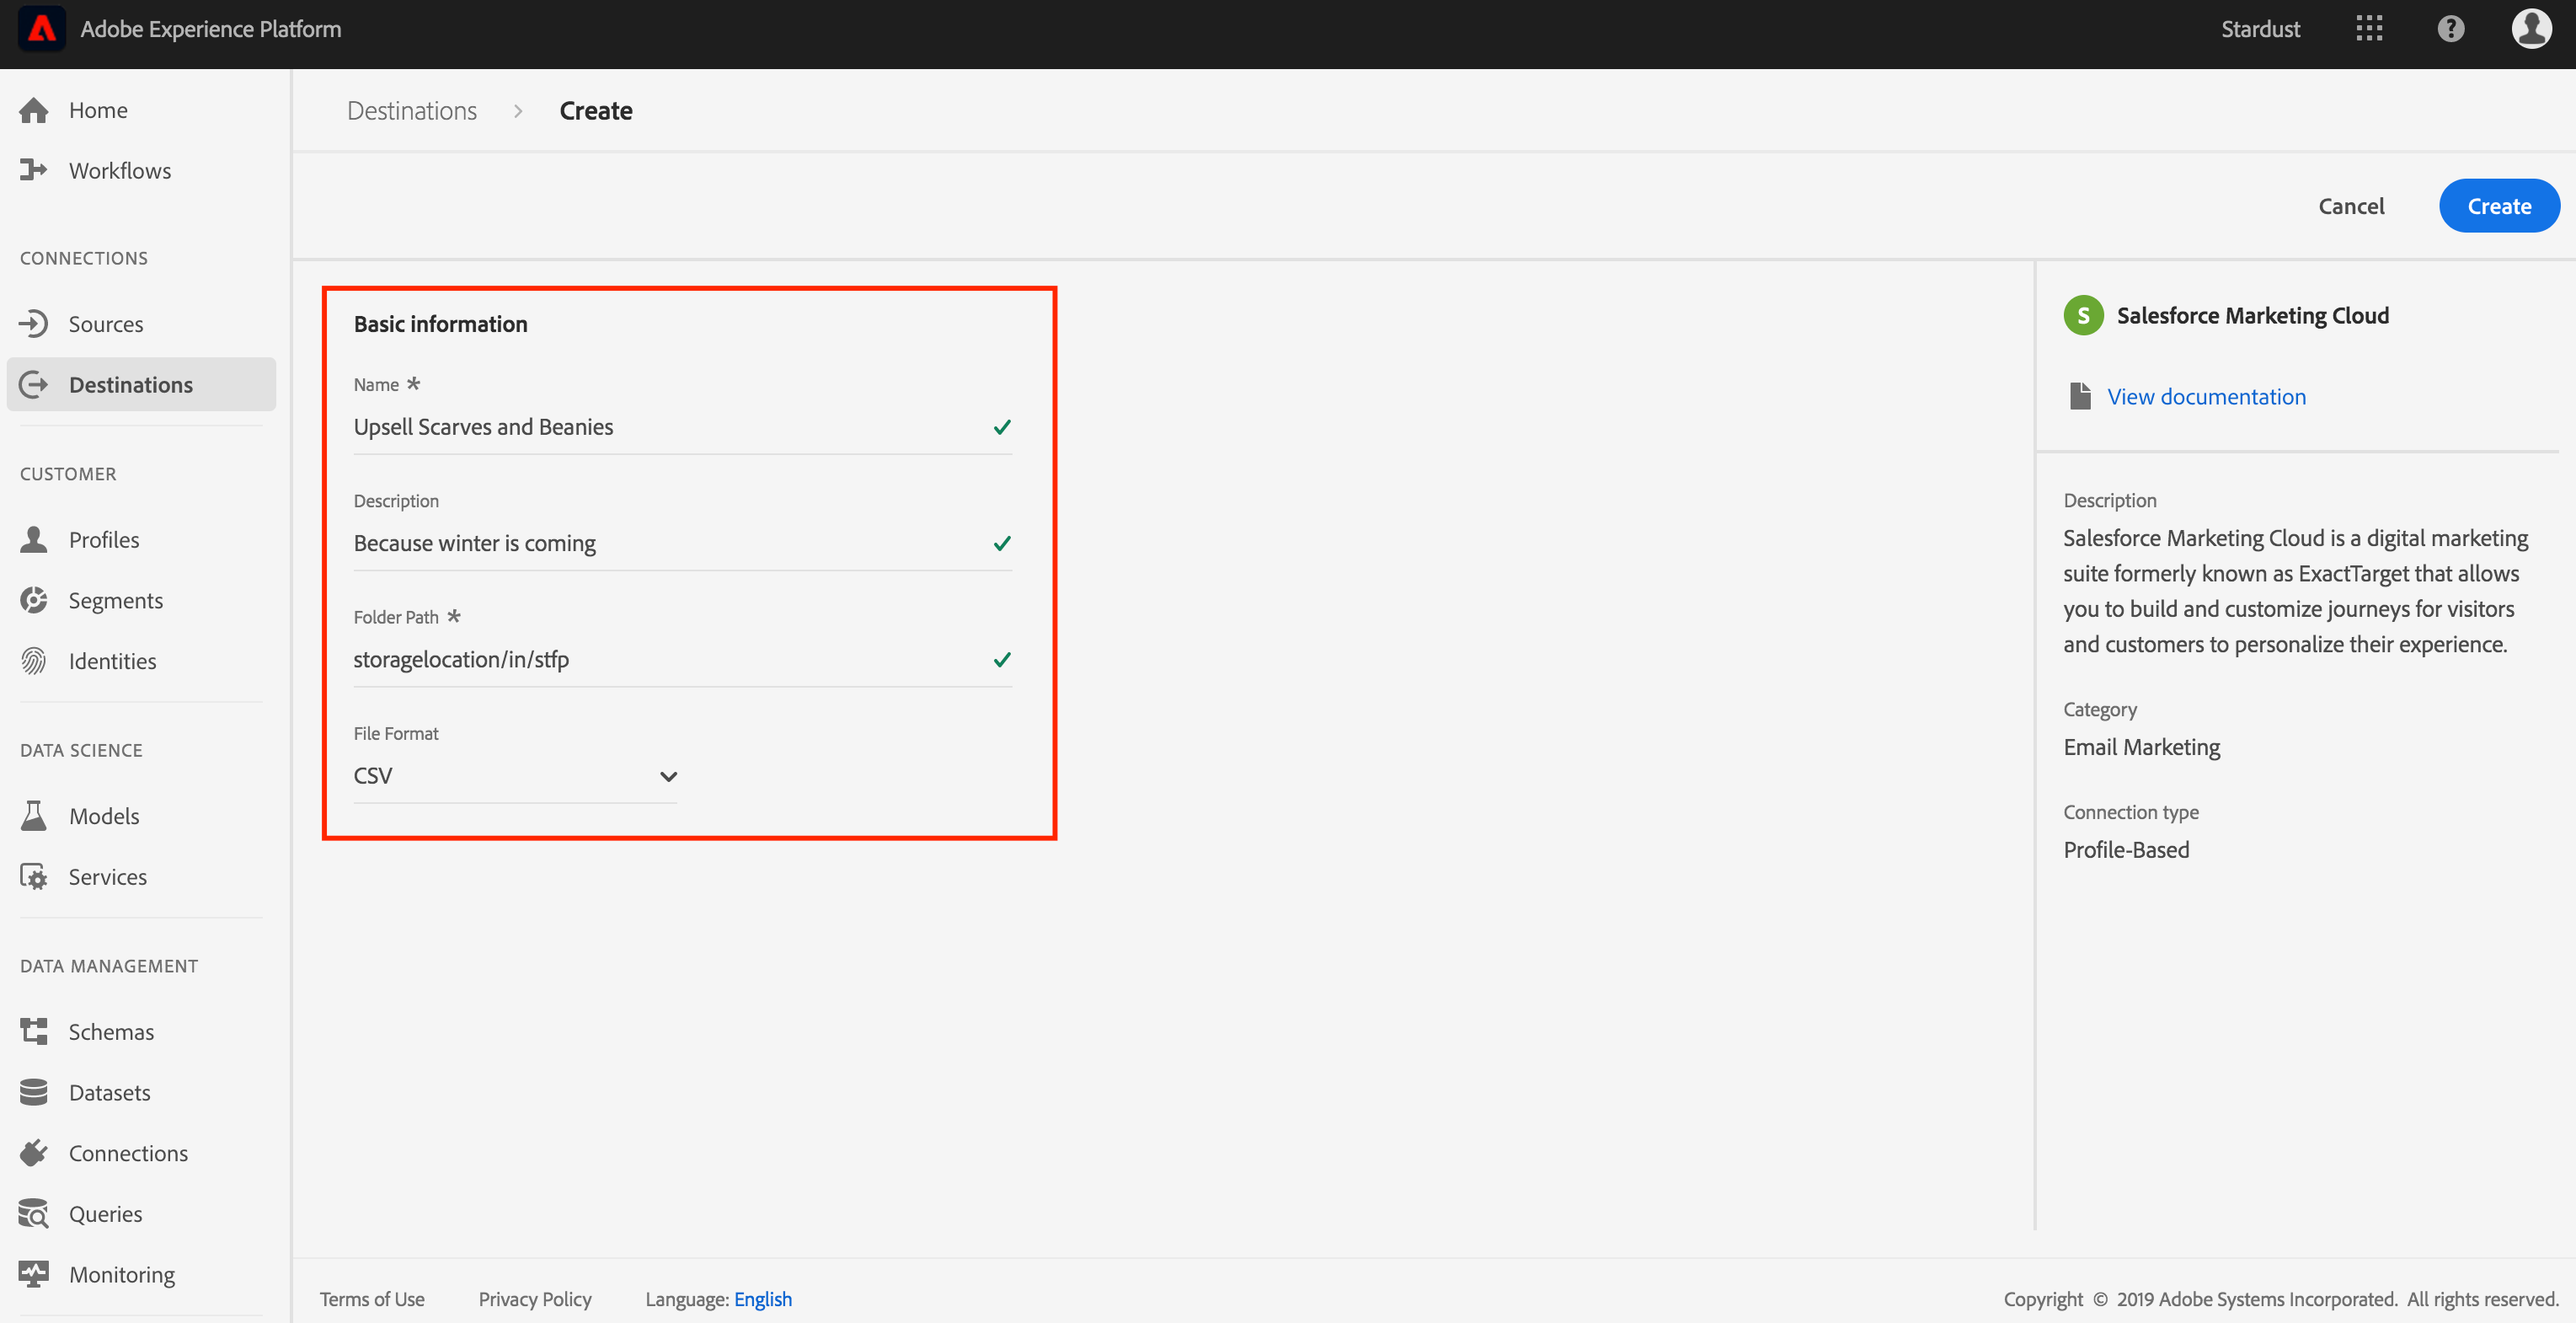 Adobe Experience Platform
Stardust
?
Home
Workflows
CONNECTIONS
Sources
Destinations
CUSTOMER
Profiles
Segments
Identities
DATA SCIENCE
Models
Services
DATA MANAGEMENT
Schemas
Datasets
Connections
Queries
Monitoring
Destinations > Create
Cancel
Create
Basic information
Name *
Upsell Scarves and Beanies
Description
Because winter is coming
Folder Path *
storagelocation/in/stfp
File Format
CSV
S Salesforce Marketing Cloud
View documentation
Description
Salesforce Marketing Cloud is a digital marketing
suite formerly known as ExactTarget that allows
you to build and customize journeys for visitors
and customers to personalize their experience.
Category
Email Marketing
Connection type
Profile-Based
Terms of Use
Privacy Policy
Language: English
Copyright © 2019 Adobe Systems Incorporated. All rights reserved.